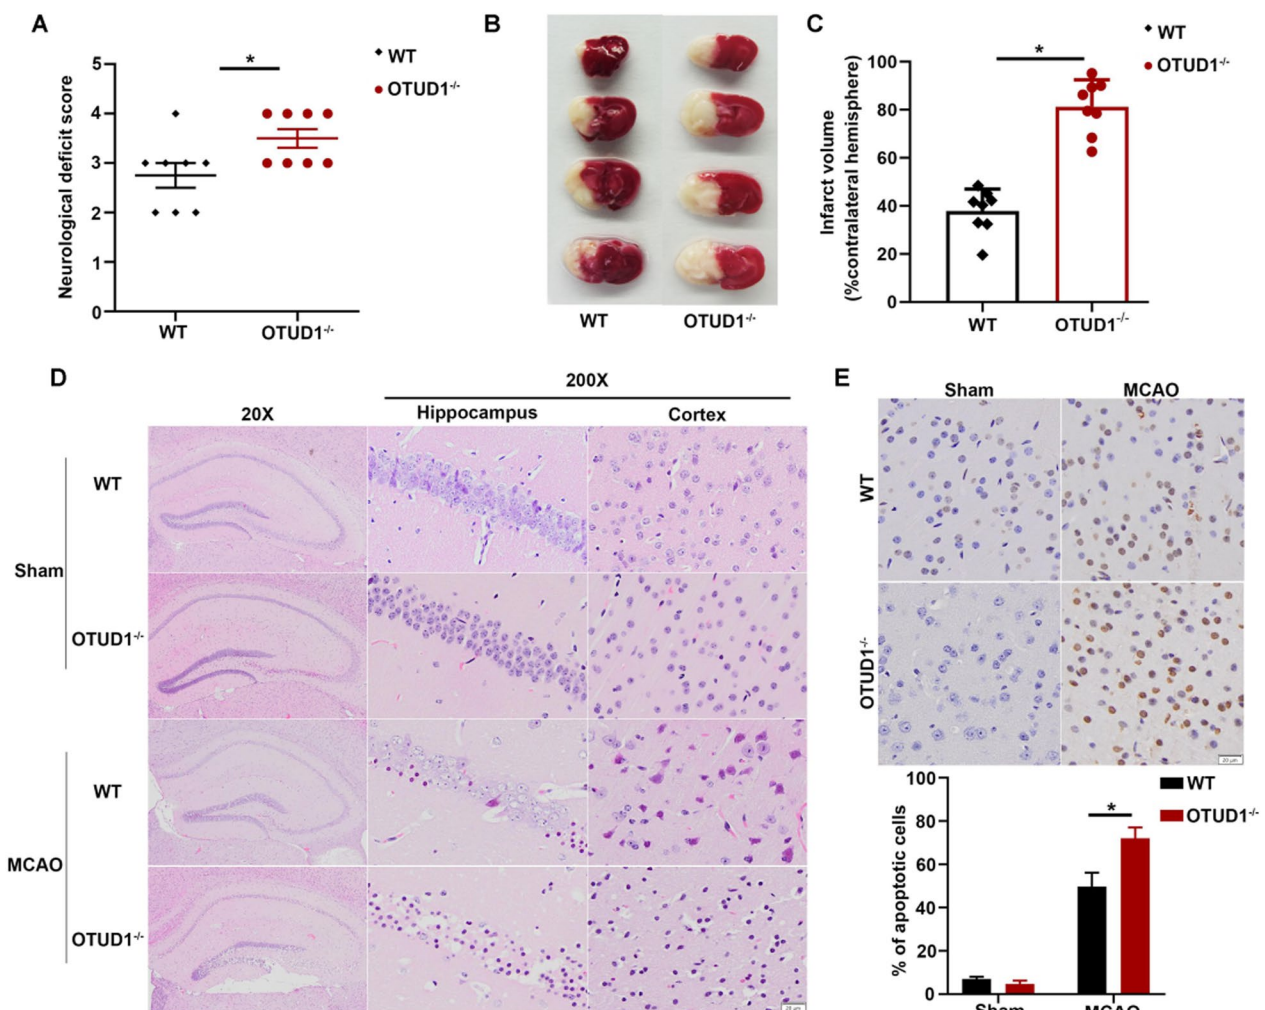 A
WT
OTUD1-/-
*
Neurological deficit score
5
4
3
2
1
0
WT
OTUD1-/-
B
WT
OTUD1-/-
C
WT
OTUD1-/-
*
Infarct volume
(%contralateral hemisphere)
100
80
60
40
20
0
WT
OTUD1-/-
D
200X
20X
Hippocampus
Cortex
Sham
WT
OTUD1-/-
MCAO
WT
OTUD1-/-
E
Sham
MCAO
WT
OTUD1-/-
20 μm
% of apoptotic cells
100
80
60
40
20
0
*
WT
OTUD1-/-
Sham
MCAO